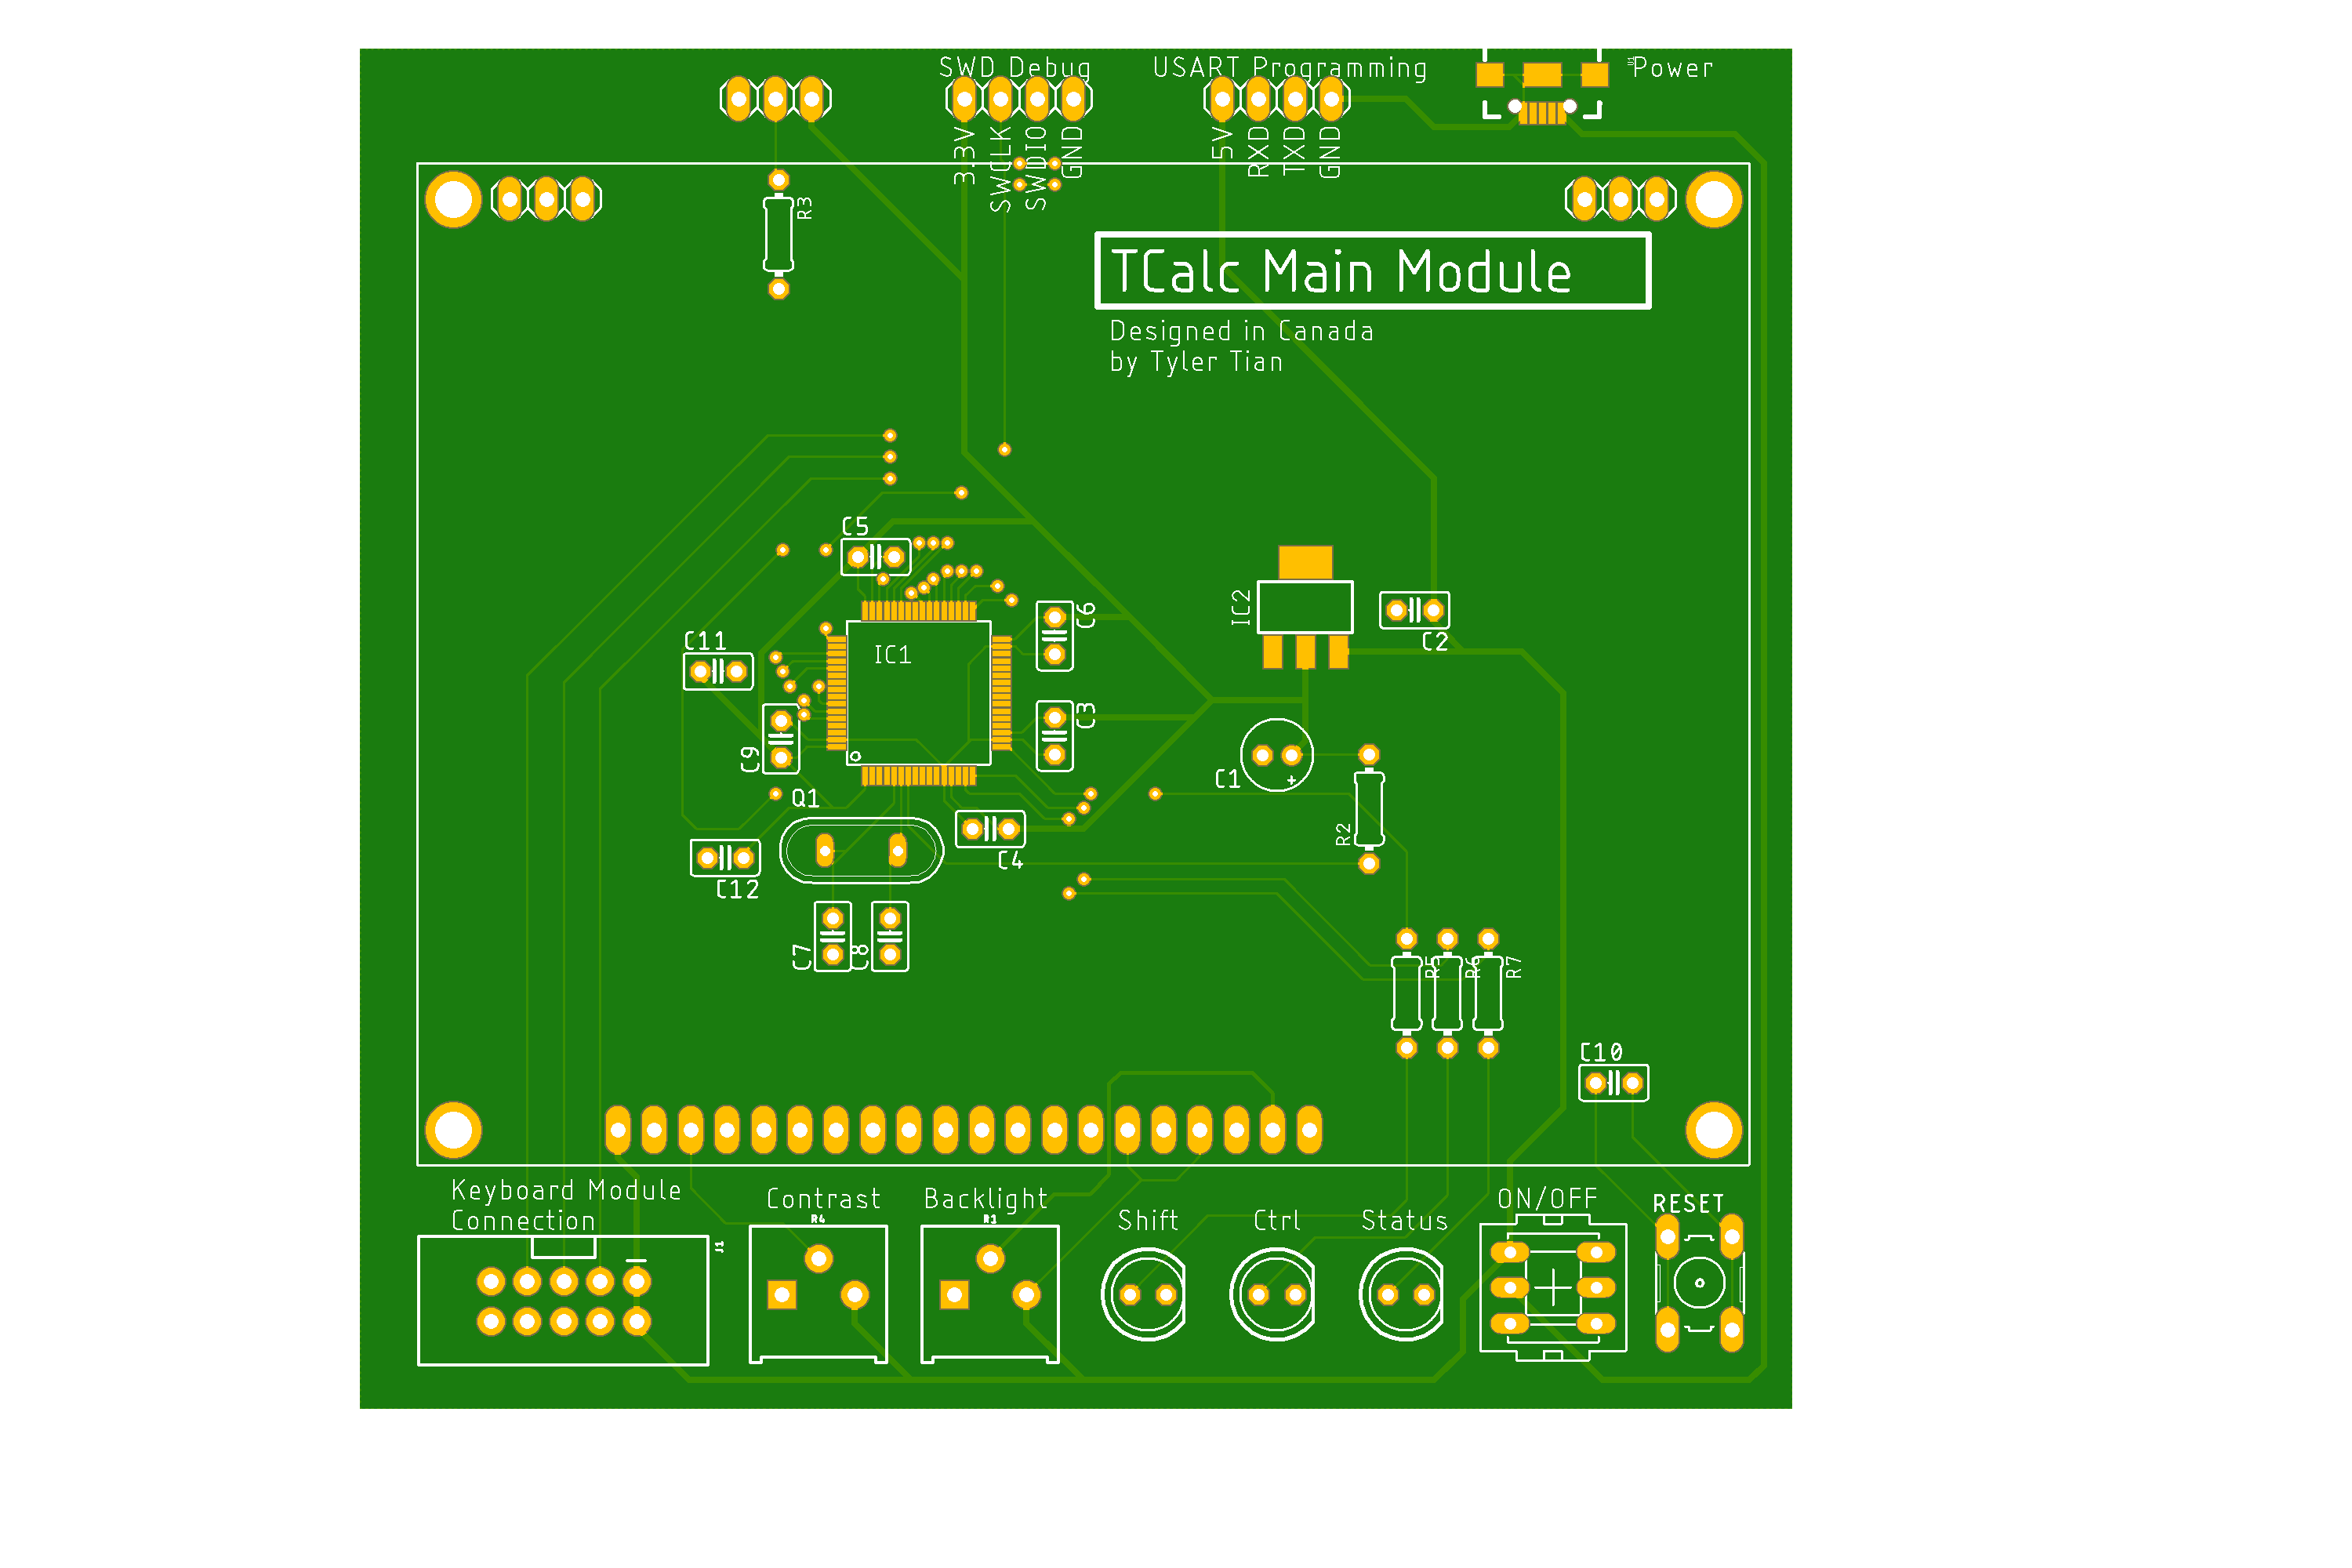 SWD Debug
USART Programming
Power
3.3V
SWCLK
SWDIO
GND
5V
RXD
TXD
GND
R3
TCalc Main Module
Designed in Canada
by Tyler Tian
C5
C6
IC2
C2
C11
IC1
C3
C9
C1
+
Q1
R2
C4
C12
C7
C8
R5
R6
R7
C10
Keyboard Module
Connection
Contrast
Backlight
ON/OFF
RESET
Shift
Ctrl
Status
R4
J1